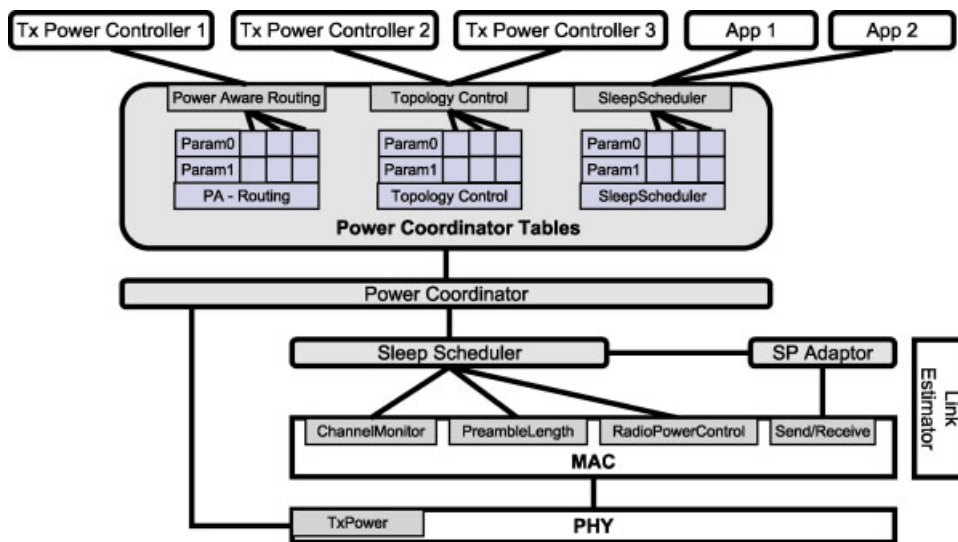 Tx Power Controller 1 Tx Power Controller 2 Tx Power Controller 3 App 1 App 2
Power Aware Routing Topology Control SleepScheduler
Param0 Param0 Param0
Param1 Param1 Param1
PA - Routing Topology Control SleepScheduler
Power Coordinator Tables
Power Coordinator
Sleep Scheduler SP Adaptor
Link
Estimator
ChannelMonitor PreambleLength RadioPowerControl Send/Receive
MAC
TxPower PHY